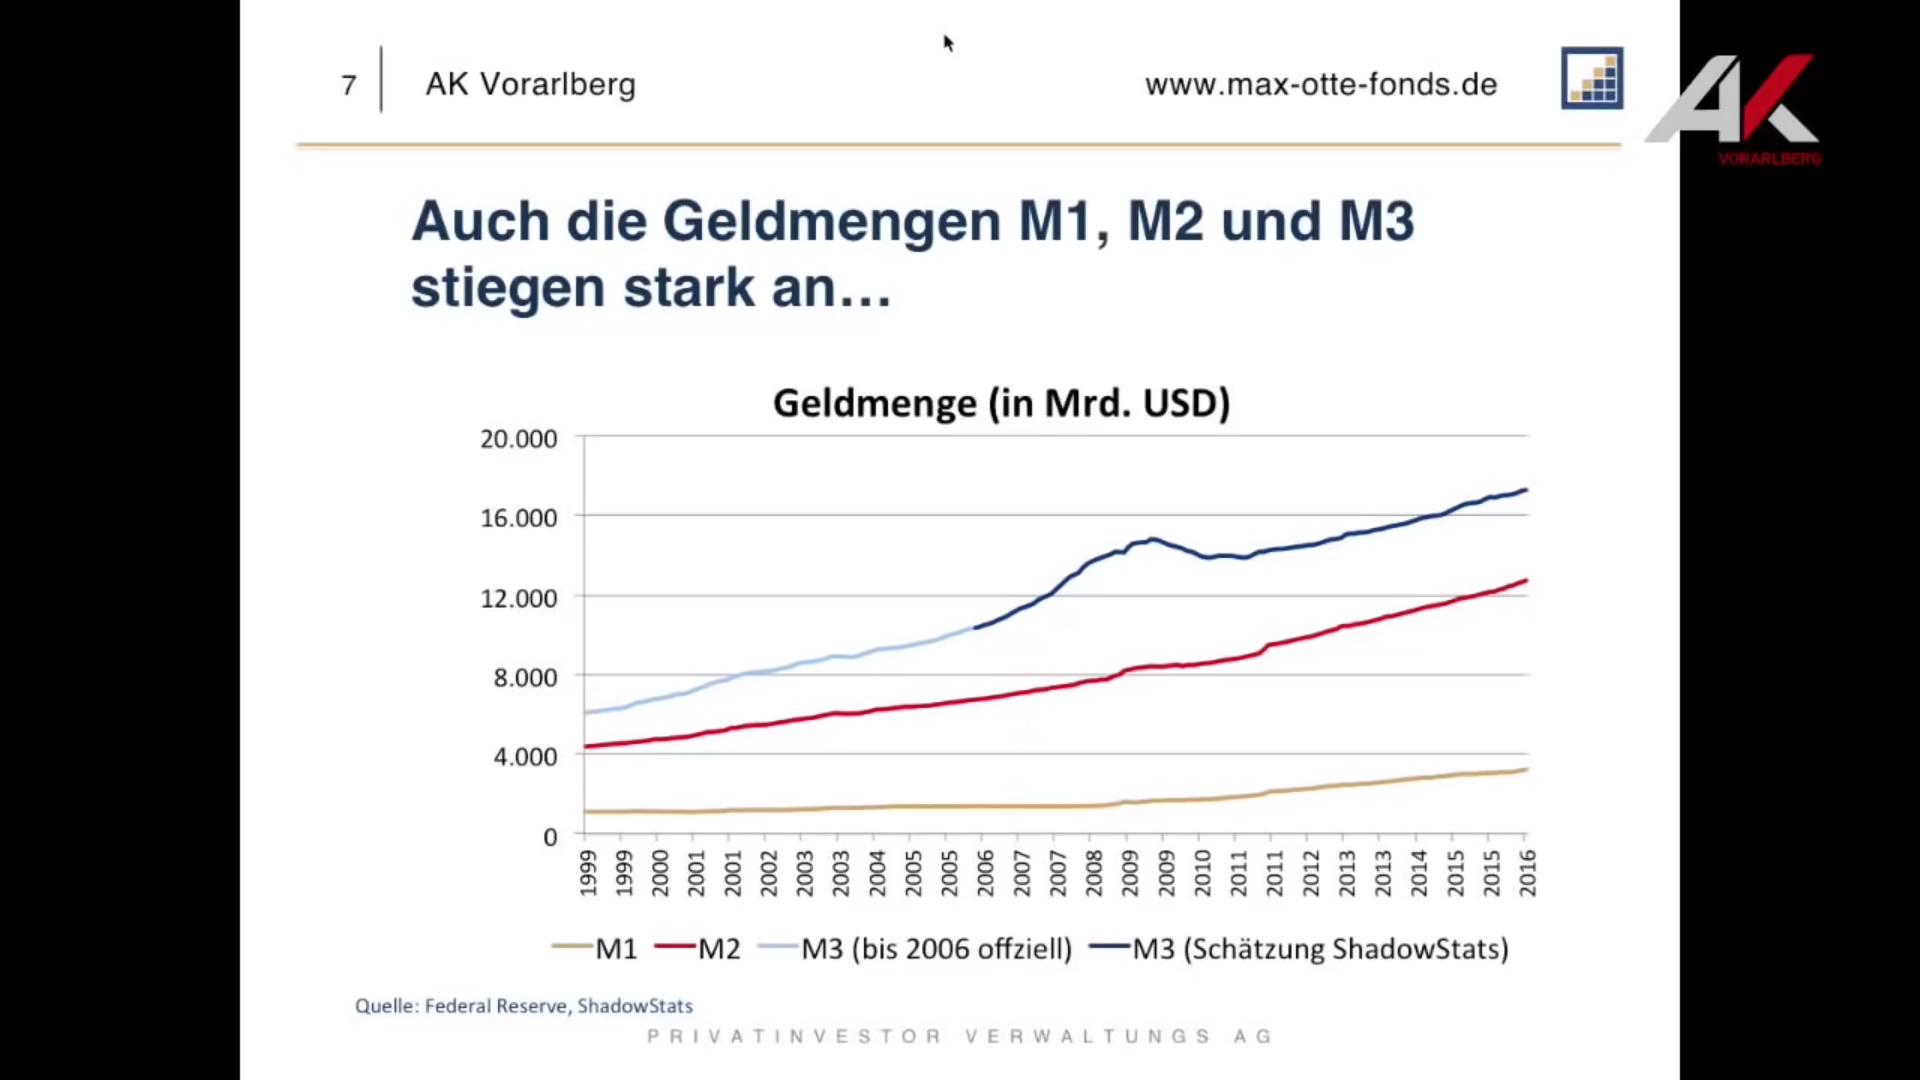 7
AK Vorarlberg
www.max-otte-fonds.de
AK
VORARLBERG
Auch die Geldmengen M1, M2 und M3
stiegen stark an...
Geldmenge (in Mrd. USD)
20.000
16.000
12.000
8.000
4.000
0
1999 1999 2000 2001 2001 2002 2003 2003 2004 2005 2005 2006 2007 2007 2008 2009 2009 2010 2011 2011 2012 2013 2013 2014 2015 2015 2016
M1 M2 M3 (bis 2006 offziell) M3 (Schätzung ShadowStats)
Quelle: Federal Reserve, ShadowStats
PRIVATINVESTOR VERWALTUNGS AG